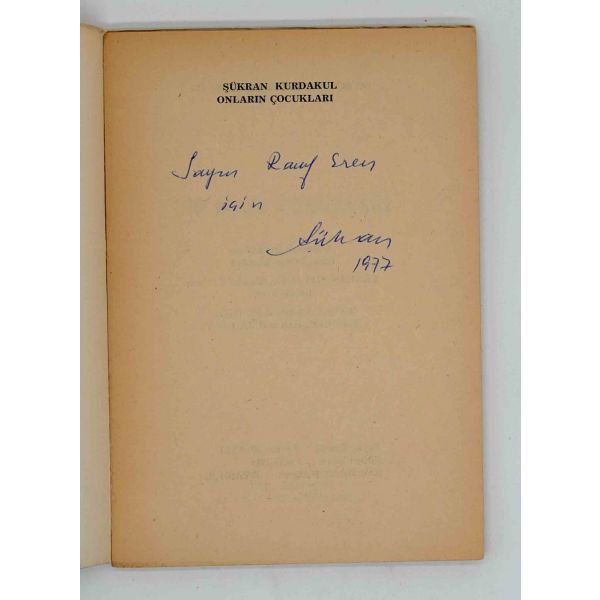 ŞÜKRAN KURDAKUL
ONLARIN ÇOCUKLARI
Sayın Rauf Eren
için
Şükran
1977